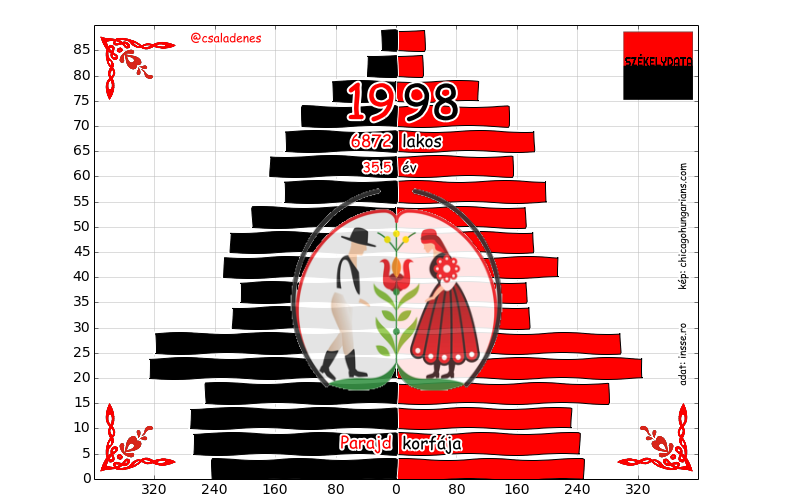 @csaladenes
SZÉKELYDATA
1998
6872 lakos
35.5 év
kép: chicagohungarians.com
adat: insse.ro
Parajd korfája
85
80
75
70
65
60
55
50
45
40
35
30
25
20
15
10
5
0
320 240 160 80 0 80 160 240 320